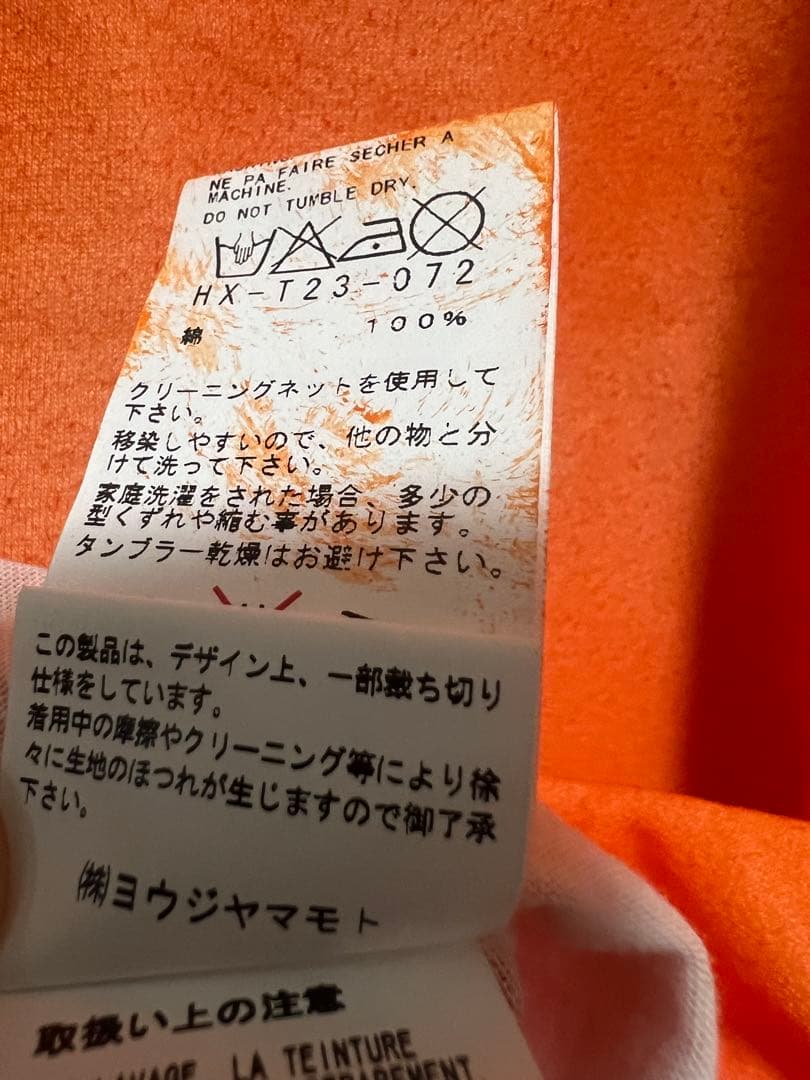 NE PA FAIRE SECHER A
MACHINE.
DO NOT TUMBLE DRY.
HX-T23-072
綿 100%
クリーニングネットを使用して
下さい。
移染しやすいので、他の物と分
けて洗って下さい。
家庭洗濯をされた場合、多少の
型くずれや縮む事があります。
タンブラー乾燥はお避け下さい。
この製品は、デザイン上、一部裁ち切り
仕様をしています。
着用中の摩擦やクリーニング等により徐
々に生地のほつれが生じますので御了承
下さい。
㈱ヨウジヤマモト
取扱い上の注意
LA TEINTURE